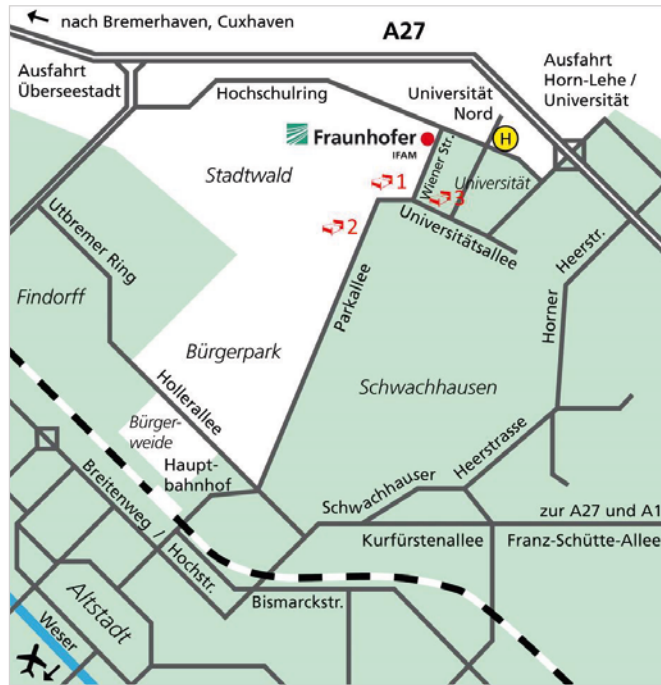 nach Bremerhaven, Cuxhaven
A27
Ausfahrt
Überseestadt
Hochschulring
Universität
Nord
Ausfahrt
Horn-Lehe /
Universität
H
Fraunhofer
IFAM
Wiener Str.
Universität
Stadtwald
1
3
2
Universitätsallee
Utbremer Ring
Parkallee
Heerstr.
Horner
Findorff
Bürgerpark
Hollerallee
Schwachhausen
Bürger-
weide
Haupt-
bahnhof
Heerstrasse
Schwachhauser
zur A27 und A1
Kurfürstenallee
Franz-Schütte-Allee
Breitenweg /
Hochstr.
Bismarckstr.
Altstadt
Weser